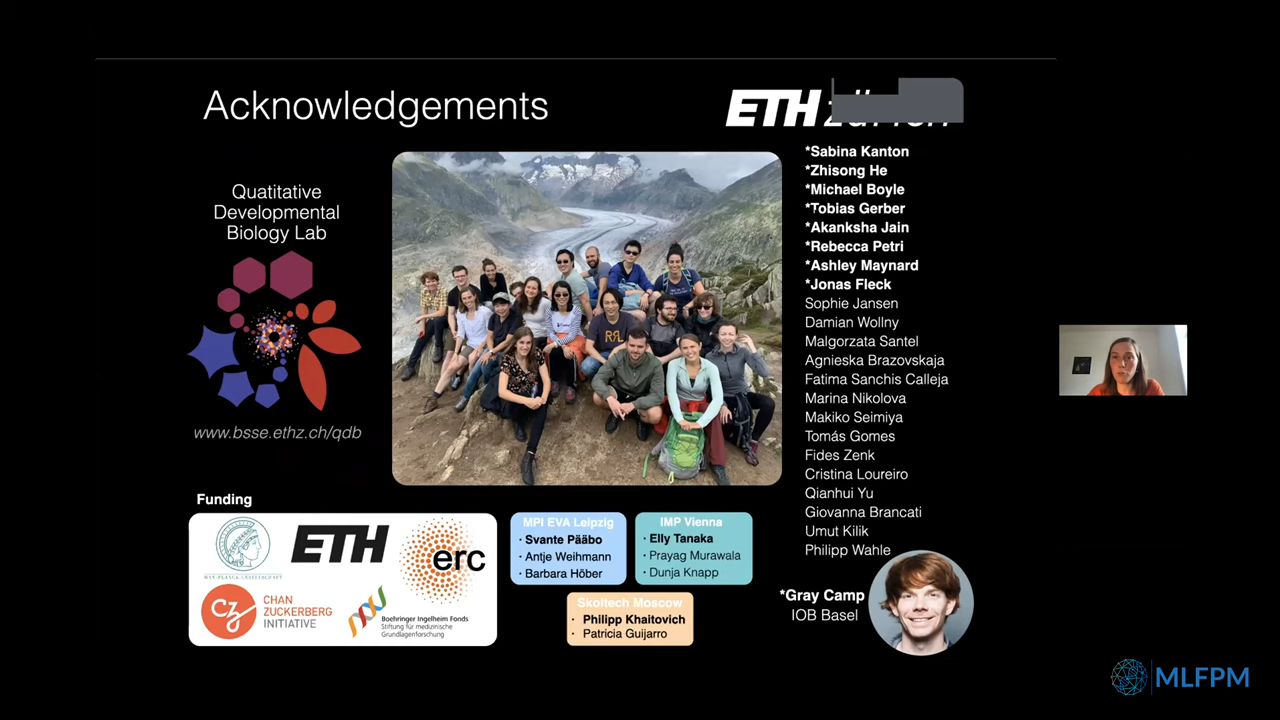 Acknowledgements
ETH
Quatitative
Developmental
Biology Lab
www.bsse.ethz.ch/qdb
*Sabina Kanton
*Zhisong He
*Michael Boyle
*Tobias Gerber
*Akanksha Jain
*Rebecca Petri
*Ashley Maynard
*Jonas Fleck
Sophie Jansen
Damian Wollny
Malgorzata Santel
Agnieska Brazovskaja
Fatima Sanchis Calleja
Marina Nikolova
Makiko Seimiya
Tomás Gomes
Fides Zenk
Cristina Loureiro
Qianhui Yu
Giovanna Brancati
Umut Kilik
Philipp Wahle
*Gray Camp
IOB Basel
Funding
MAX-PLANCK-GESELLSCHAFT
ETH
erc
CZ
CHAN
ZUCKERBERG
INITIATIVE
Boehringer Ingelheim Fonds
Stiftung für medizinische
Grundlagenforschung
MPI EVA Leipzig
· Svante Pääbo
· Antje Weihmann
· Barbara Höber
IMP Vienna
· Elly Tanaka
· Prayag Murawala
· Dunja Knapp
Skoltech Moscow
· Philipp Khaitovich
· Patricia Guijarro
MLFPM